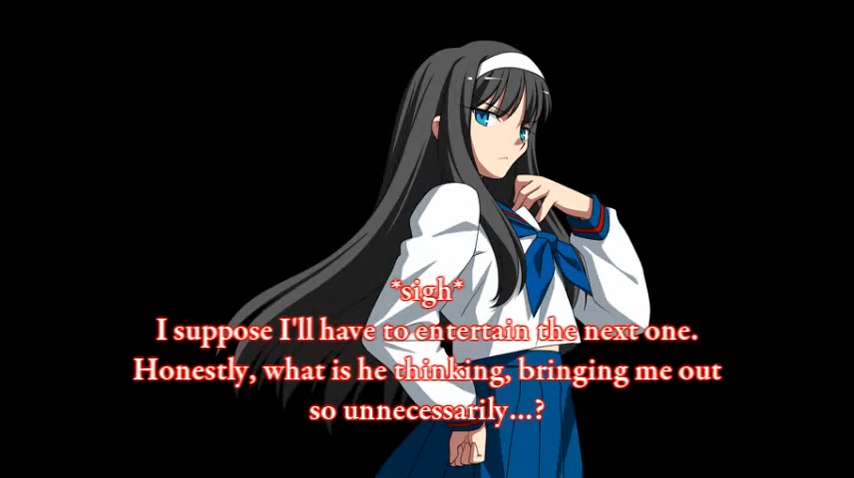 *sigh*
I suppose I'll have to entertain the next one.
Honestly, what is he thinking, bringing me out
so unnecessarily...?